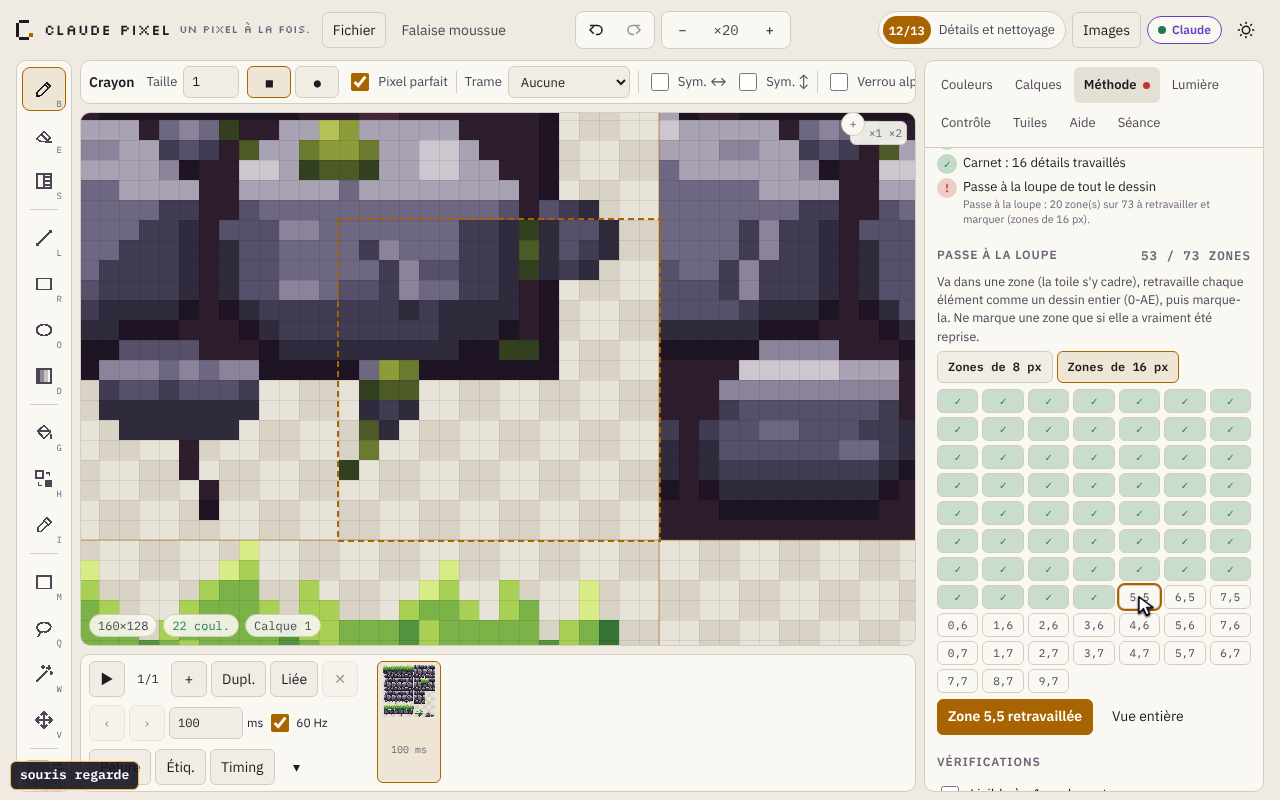 CLAUDE PIXEL UN PIXEL À LA FOIS. Fichier Falaise moussue − ×20 + 12/13 Détails et nettoyage Images Claude
Crayon Taille 1 Pixel parfait Trame Aucune Sym. ↔ Sym. ↕ Verrou alp
Couleurs Calques Méthode Lumière
Contrôle Tuiles Aide Séance
B
E
S
L
R
O
D
G
H
I
M
Q
W
V
+ ×1 ×2
✓ Carnet : 16 détails travaillés
! Passe à la loupe de tout le dessin
Passe à la loupe : 20 zone(s) sur 73 à retravailler et
marquer (zones de 16 px).
PASSE À LA LOUPE 53 / 73 ZONES
Va dans une zone (la toile s'y cadre), retravaille chaque
élément comme un dessin entier (0-AE), puis marque-
la. Ne marque une zone que si elle a vraiment été
reprise.
Zones de 8 px Zones de 16 px
✓ ✓ ✓ ✓ ✓ ✓ ✓
✓ ✓ ✓ ✓ ✓ ✓ ✓
✓ ✓ ✓ ✓ ✓ ✓ ✓
✓ ✓ ✓ ✓ ✓ ✓ ✓
✓ ✓ ✓ ✓ ✓ ✓ ✓
✓ ✓ ✓ ✓ ✓ ✓ ✓
✓ ✓ ✓ ✓ ✓ ✓ ✓
✓ ✓ ✓ ✓ 5,5 6,5 7,5
0,6 1,6 2,6 3,6 4,6 5,6 7,6
0,7 1,7 2,7 3,7 4,7 5,7 6,7
7,7 8,7 9,7
Zone 5,5 retravaillée Vue entière
VÉRIFICATIONS
160×128 22 coul. Calque 1
1/1 + Dupl. Liée ✕
‹ › 100 ms 60 Hz
Étiq. Timing ▼
100 ms
souris regarde